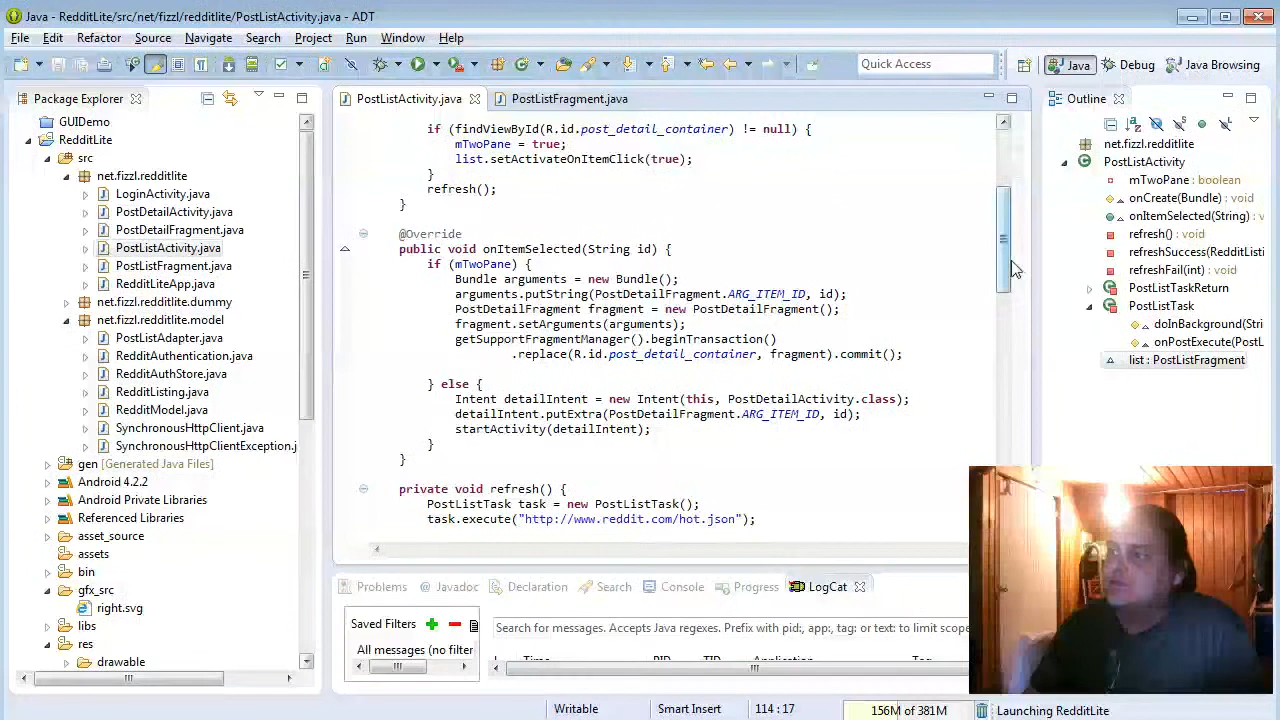 Java - RedditLite/src/net/fizzl/redditlite/PostListActivity.java - ADT
File Edit Refactor Source Navigate Search Project Run Window Help
Quick Access
Java
Debug
Java Browsing
Package Explorer
GUIDemo
RedditLite
src
net.fizzl.redditlite
LoginActivity.java
PostDetailActivity.java
PostDetailFragment.java
PostListActivity.java
PostListFragment.java
RedditLiteApp.java
net.fizzl.redditlite.dummy
net.fizzl.redditlite.model
PostListAdapter.java
RedditAuthentication.java
RedditAuthStore.java
RedditListing.java
RedditModel.java
SynchronousHttpClient.java
SynchronousHttpClientException.j
gen [Generated Java Files]
Android 4.2.2
Android Private Libraries
Referenced Libraries
asset_source
assets
bin
gfx_src
right.svg
libs
res
drawable
PostListActivity.java
PostListFragment.java
if (findViewById(R.id.post_detail_container) != null) {
mTwoPane = true;
list.setActivateOnItemClick(true);
}
refresh();
}
@Override
public void onItemSelected(String id) {
if (mTwoPane) {
Bundle arguments = new Bundle();
arguments.putString(PostDetailFragment.ARG_ITEM_ID, id);
PostDetailFragment fragment = new PostDetailFragment();
fragment.setArguments(arguments);
getSupportFragmentManager().beginTransaction()
.replace(R.id.post_detail_container, fragment).commit();
} else {
Intent detailIntent = new Intent(this, PostDetailActivity.class);
detailIntent.putExtra(PostDetailFragment.ARG_ITEM_ID, id);
startActivity(detailIntent);
}
}
private void refresh() {
PostListTask task = new PostListTask();
task.execute("http://www.reddit.com/hot.json");
Outline
net.fizzl.redditlite
PostListActivity
mTwoPane : boolean
onCreate(Bundle) : void
onItemSelected(String) : void
refresh() : void
refreshSuccess(RedditListi
refreshFail(int) : void
PostListTaskReturn
PostListTask
doInBackground(Stri
onPostExecute(PostL
list : PostListFragment
Problems
Javadoc
Declaration
Search
Console
Progress
LogCat
Saved Filters
All messages (no filter
Search for messages. Accepts Java regexes. Prefix with pid:, app:, tag: or text: to limit scope
Time PID TID Application Tag
Writable
Smart Insert
114 : 17
156M of 381M
Launching RedditLite